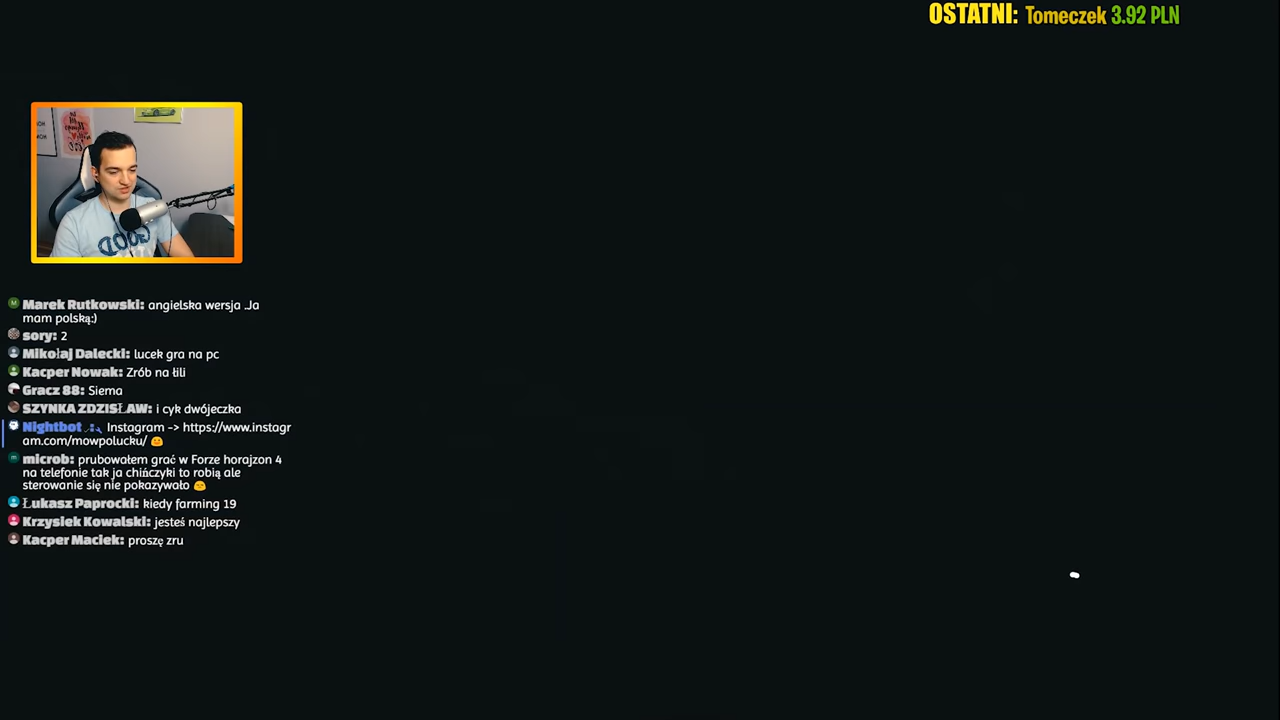 OSTATNI: Tomeczek 3.92 PLN
GOOD
Marek Rutkowski: angielska wersja .Ja
mam polską:)
sory: 2
Mikołaj Dalecki: lucek gra na pc
Kacper Nowak: Zrób na łili
Gracz 88: Siema
SZYNKA ZDZISŁAW: i cyk dwójeczka
Nightbot Instagram -> https://www.instagr
am.com/mowpolucku/
M microb: prubowałem grać w Forze horajzon 4
na telefonie tak ja chińczyki to robią ale
sterowanie się nie pokazywało
Łukasz Paprocki: kiedy farming 19
Krzysiek Kowalski: jesteś najlepszy
Kacper Maciek: proszę zru